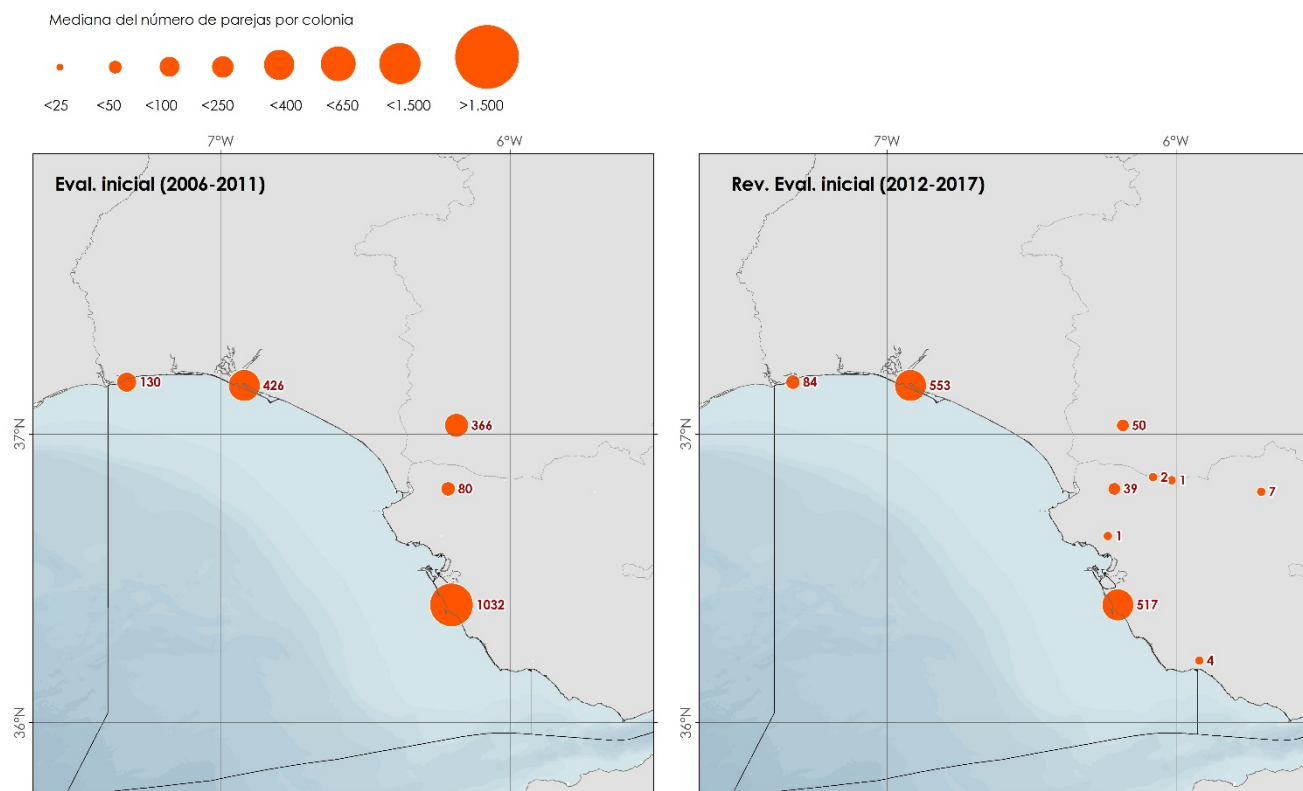 Mediana del número de parejas por colonia
<25 <50 <100 <250 <400 <650 <1.500 >1.500
7°W 6°W 7°W 6°W
Eval. inicial (2006-2011) Rev. Eval. inicial (2012-2017)
130 426 84 553
366 50
37°N 37°N
80 2 1 7
39
1
1032 517
4
36°N 36°N